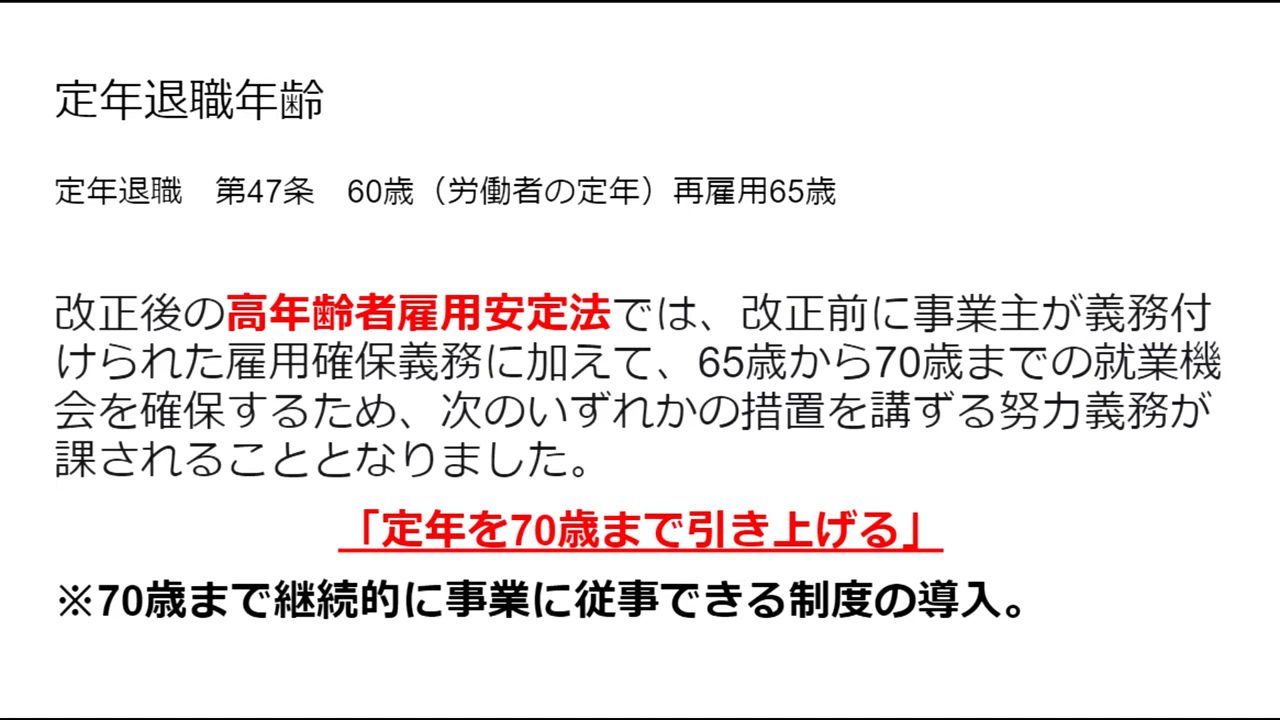 定年退職年齢
定年退職　第47条　60歳（労働者の定年）再雇用65歳
改正後の高年齢者雇用安定法では、改正前に事業主が義務付
けられた雇用確保義務に加えて、65歳から70歳までの就業機
会を確保するため、次のいずれかの措置を講ずる努力義務が
課されることとなりました。
「定年を70歳まで引き上げる」
※70歳まで継続的に事業に従事できる制度の導入。